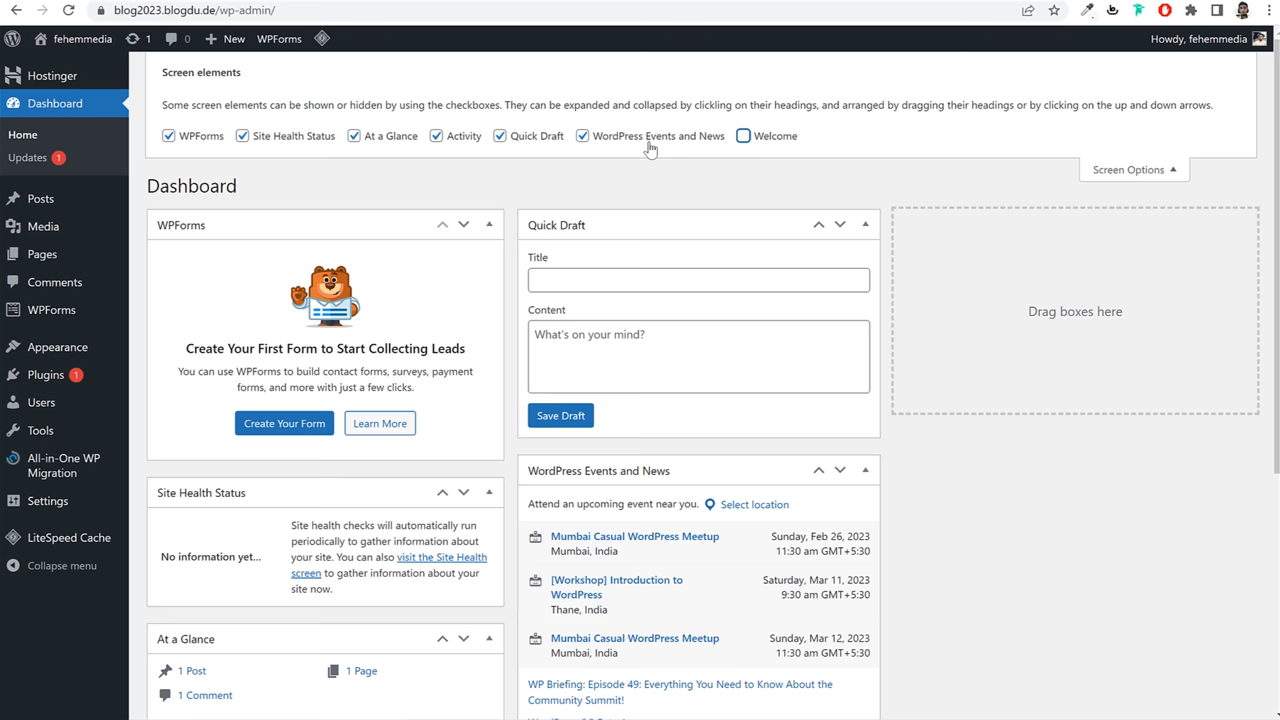 blog2023.blogdu.de/wp-admin/
fehemmedia
1
0
New
WPForms
Howdy, fehemmedia
Hostinger
Dashboard
Home
Updates 1
Posts
Media
Pages
Comments
WPForms
Appearance
Plugins 1
Users
Tools
All-in-One WP
Migration
Settings
LiteSpeed Cache
Collapse menu
Screen elements
Some screen elements can be shown or hidden by using the checkboxes. They can be expanded and collapsed by clickling on their headings, and arranged by dragging their headings or by clicking on the up and down arrows.
WPForms Site Health Status At a Glance Activity Quick Draft WordPress Events and News Welcome
Screen Options
Dashboard
WPForms
Create Your First Form to Start Collecting Leads
You can use WPForms to build contact forms, surveys, payment
forms, and more with just a few clicks.
Create Your Form Learn More
Site Health Status
No information yet...
Site health checks will automatically run
periodically to gather information about
your site. You can also visit the Site Health
screen to gather information about your
site now.
At a Glance
1 Post 1 Page
1 Comment
Quick Draft
Title
Content
What's on your mind?
Save Draft
WordPress Events and News
Attend an upcoming event near you. Select location
Mumbai Casual WordPress Meetup Sunday, Feb 26, 2023
Mumbai, India 11:30 am GMT+5:30
[Workshop] Introduction to Saturday, Mar 11, 2023
WordPress 9:30 am GMT+5:30
Thane, India
Mumbai Casual WordPress Meetup Sunday, Mar 12, 2023
Mumbai, India 11:30 am GMT+5:30
WP Briefing: Episode 49: Everything You Need to Know About the
Community Summit!
Drag boxes here